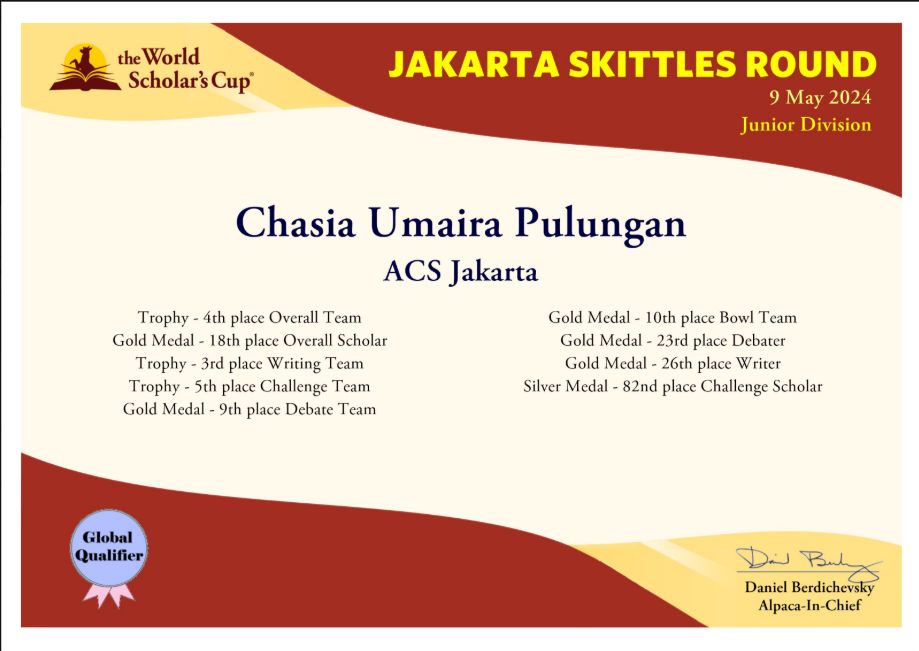 the World
Scholar's Cup®
JAKARTA SKITTLES ROUND
9 May 2024
Junior Division
Chasia Umaira Pulungan
ACS Jakarta
Trophy - 4th place Overall Team
Gold Medal - 18th place Overall Scholar
Trophy - 3rd place Writing Team
Trophy - 5th place Challenge Team
Gold Medal - 9th place Debate Team
Gold Medal - 10th place Bowl Team
Gold Medal - 23rd place Debater
Gold Medal - 26th place Writer
Silver Medal - 82nd place Challenge Scholar
Global
Qualifier
Daniel Berdichevsky
Alpaca-In-Chief